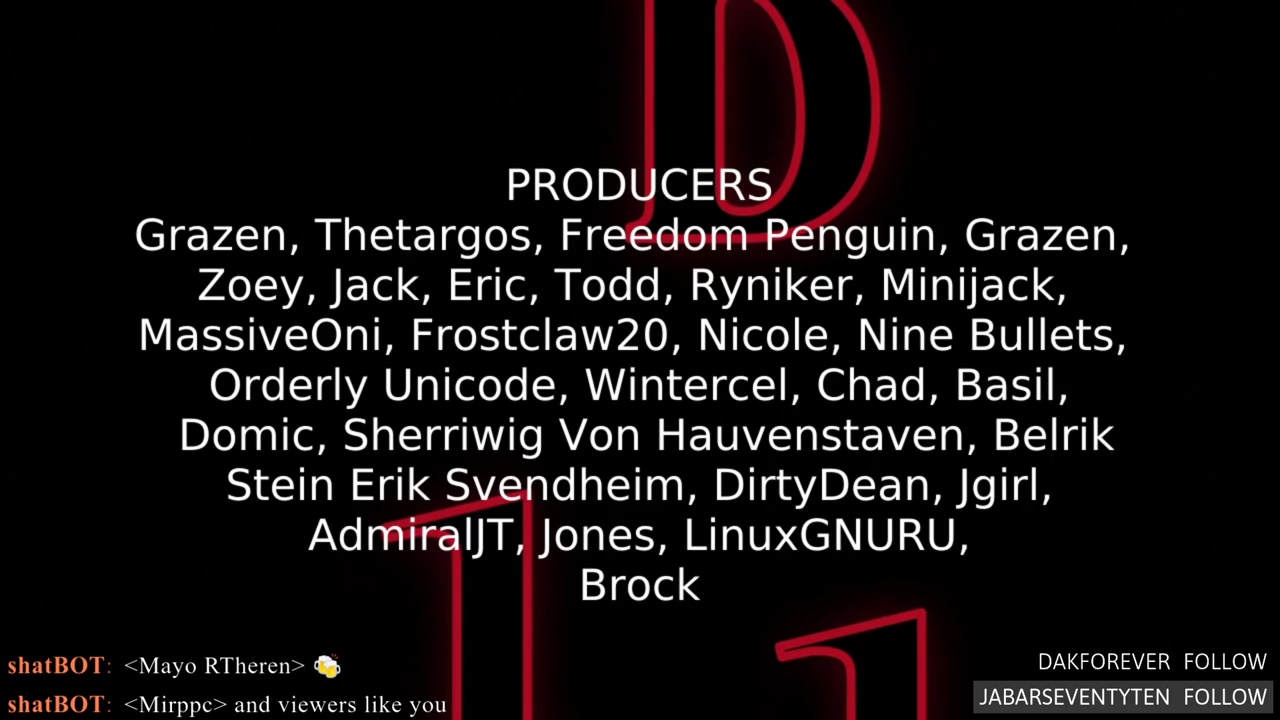 D
PRODUCERS
Grazen, Thetargos, Freedom Penguin, Grazen,
Zoey, Jack, Eric, Todd, Ryniker, Minijack,
MassiveOni, Frostclaw20, Nicole, Nine Bullets,
Orderly Unicode, Wintercel, Chad, Basil,
Domic, Sherriwig Von Hauvenstaven, Belrik
Stein Erik Svendheim, DirtyDean, Jgirl,
AdmiralJT, Jones, LinuxGNURU,
Brock
shatBOT: <Mayo RTheren> 🍻
shatBOT: <Mirppc> and viewers like you
DAKFOREVER FOLLOW
JABARSEVENTYTEN FOLLOW